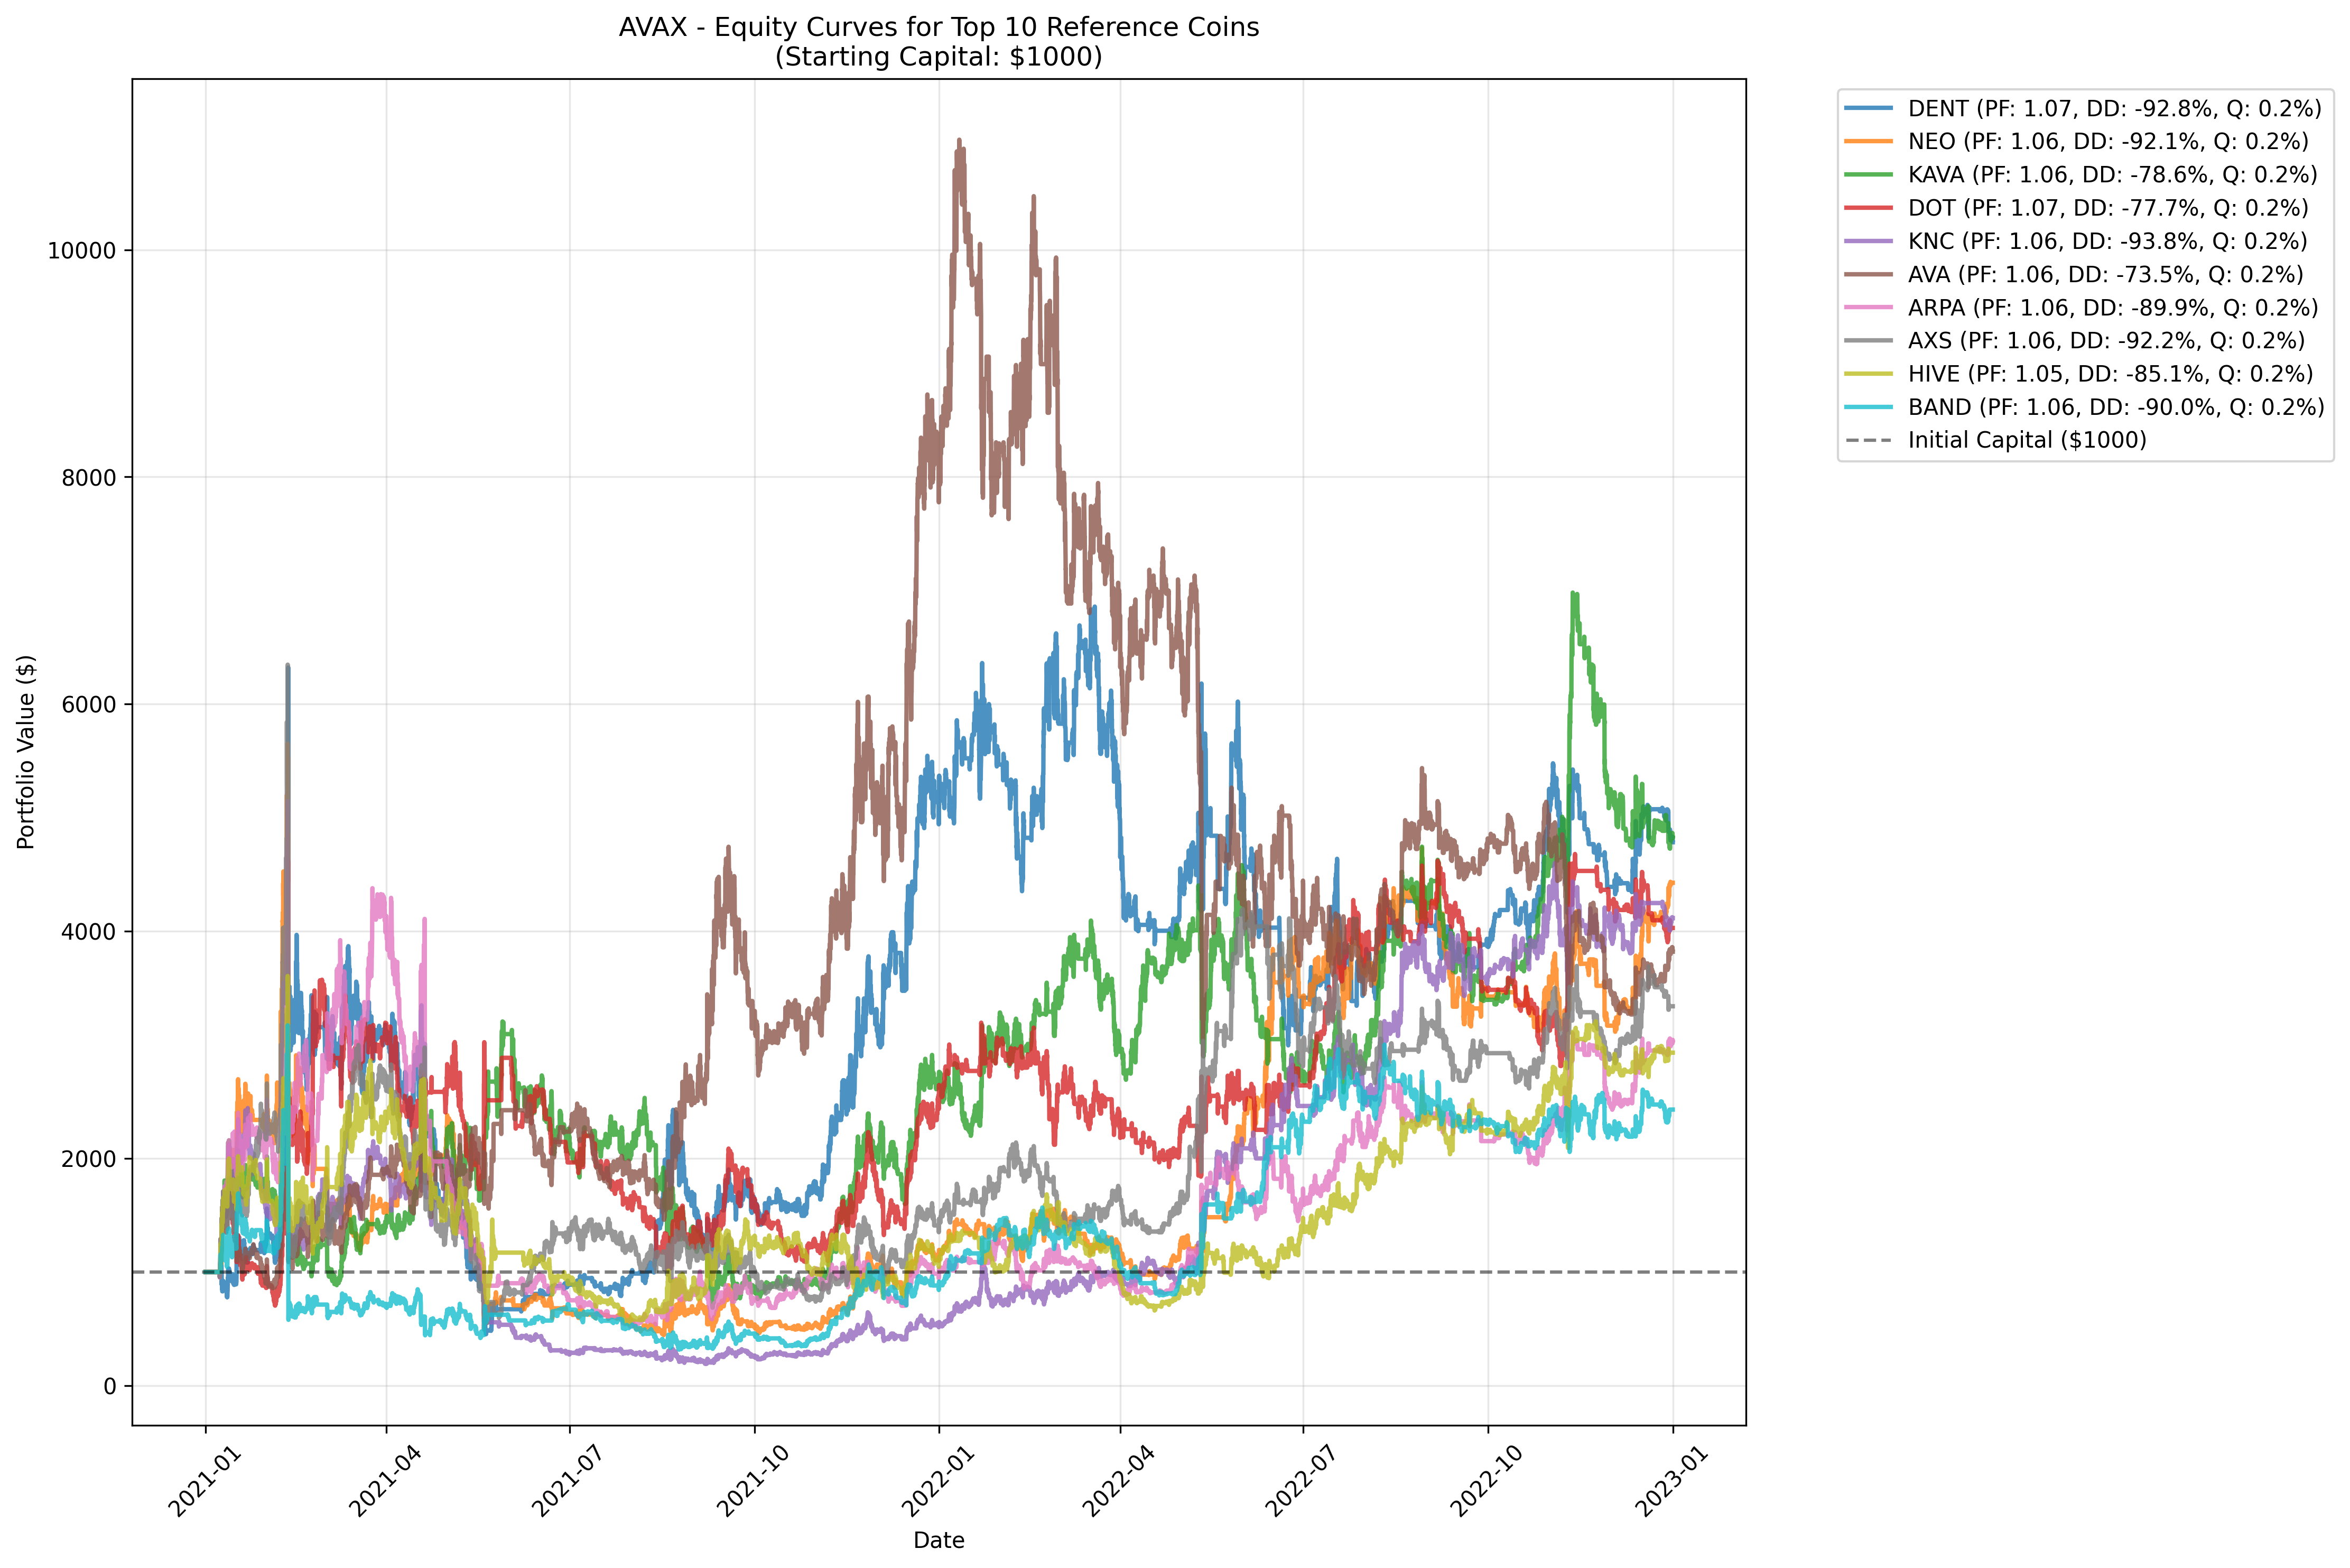 AVAX - Equity Curves for Top 10 Reference Coins
(Starting Capital: $1000)
Portfolio Value ($)
10000
8000
6000
4000
2000
0
2021-01
2021-04
2021-07
2021-10
2022-01
2022-04
2022-07
2022-10
2023-01
Date
DENT (PF: 1.07, DD: -92.8%, Q: 0.2%)
NEO (PF: 1.06, DD: -92.1%, Q: 0.2%)
KAVA (PF: 1.06, DD: -78.6%, Q: 0.2%)
DOT (PF: 1.07, DD: -77.7%, Q: 0.2%)
KNC (PF: 1.06, DD: -93.8%, Q: 0.2%)
AVA (PF: 1.06, DD: -73.5%, Q: 0.2%)
ARPA (PF: 1.06, DD: -89.9%, Q: 0.2%)
AXS (PF: 1.06, DD: -92.2%, Q: 0.2%)
HIVE (PF: 1.05, DD: -85.1%, Q: 0.2%)
BAND (PF: 1.06, DD: -90.0%, Q: 0.2%)
Initial Capital ($1000)